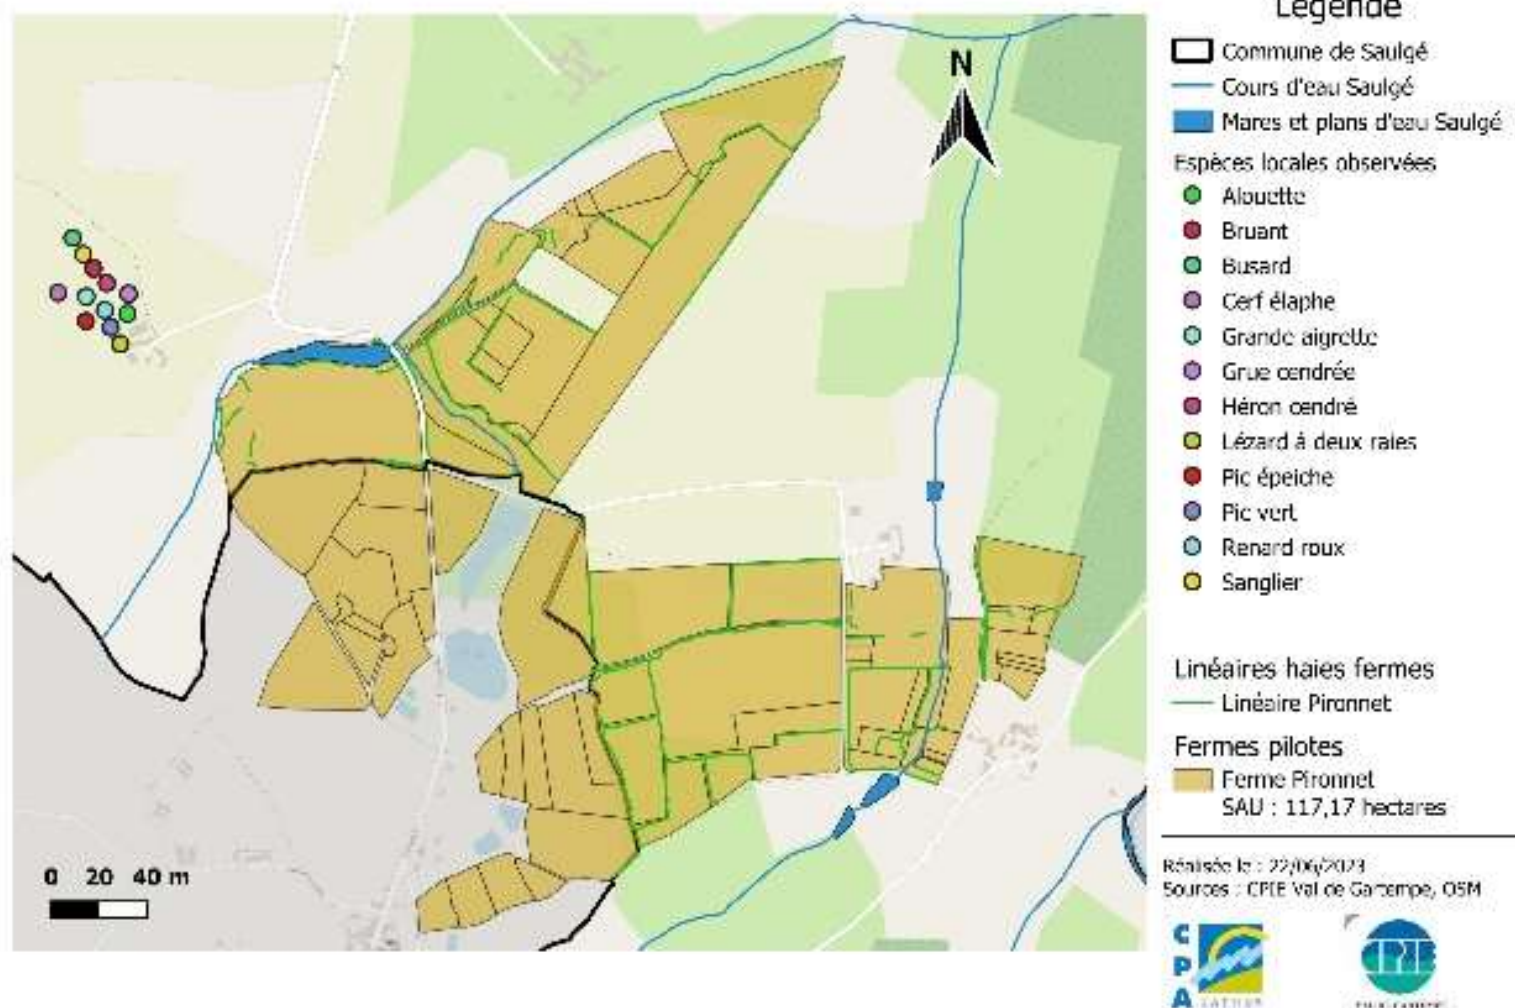 Légende
Commune de Saulgé
Cours d'eau Saulgé
Mares et plans d'eau Saulgé
Espèces locales observées
Alouette
Bruant
Busard
Cerf élaphe
Grande aigrette
Grue cendrée
Héron cendré
Lézard à deux raies
Pic épeiche
Pic vert
Renard roux
Sanglier
Linéaires haies fermes
Linéaire Pironnet
Fermes pilotes
Ferme Pironnet
SAU : 117,17 hectares
Réalisée le : 22/06/2023
Sources : CPIE Val de Gartempe, OSM
N
0 20 40 m
CPA
LATHUS
CPIE